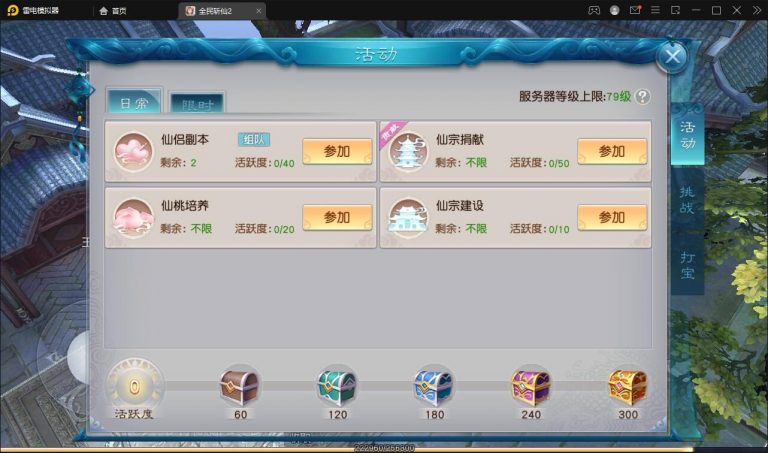 雷电模拟器
首页
全民斩仙2
活动
日常
限时
服务器等级上限:79级
?
仙侣副本
组队
剩余: 2
活跃度: 0/40
参加
贡献
仙宗捐献
剩余: 不限
活跃度: 0/50
参加
仙桃培养
剩余: 不限
活跃度: 0/20
参加
仙宗建设
剩余: 不限
活跃度: 0/10
参加
活动
挑战
打宝
0
活跃度
60
120
180
240
300